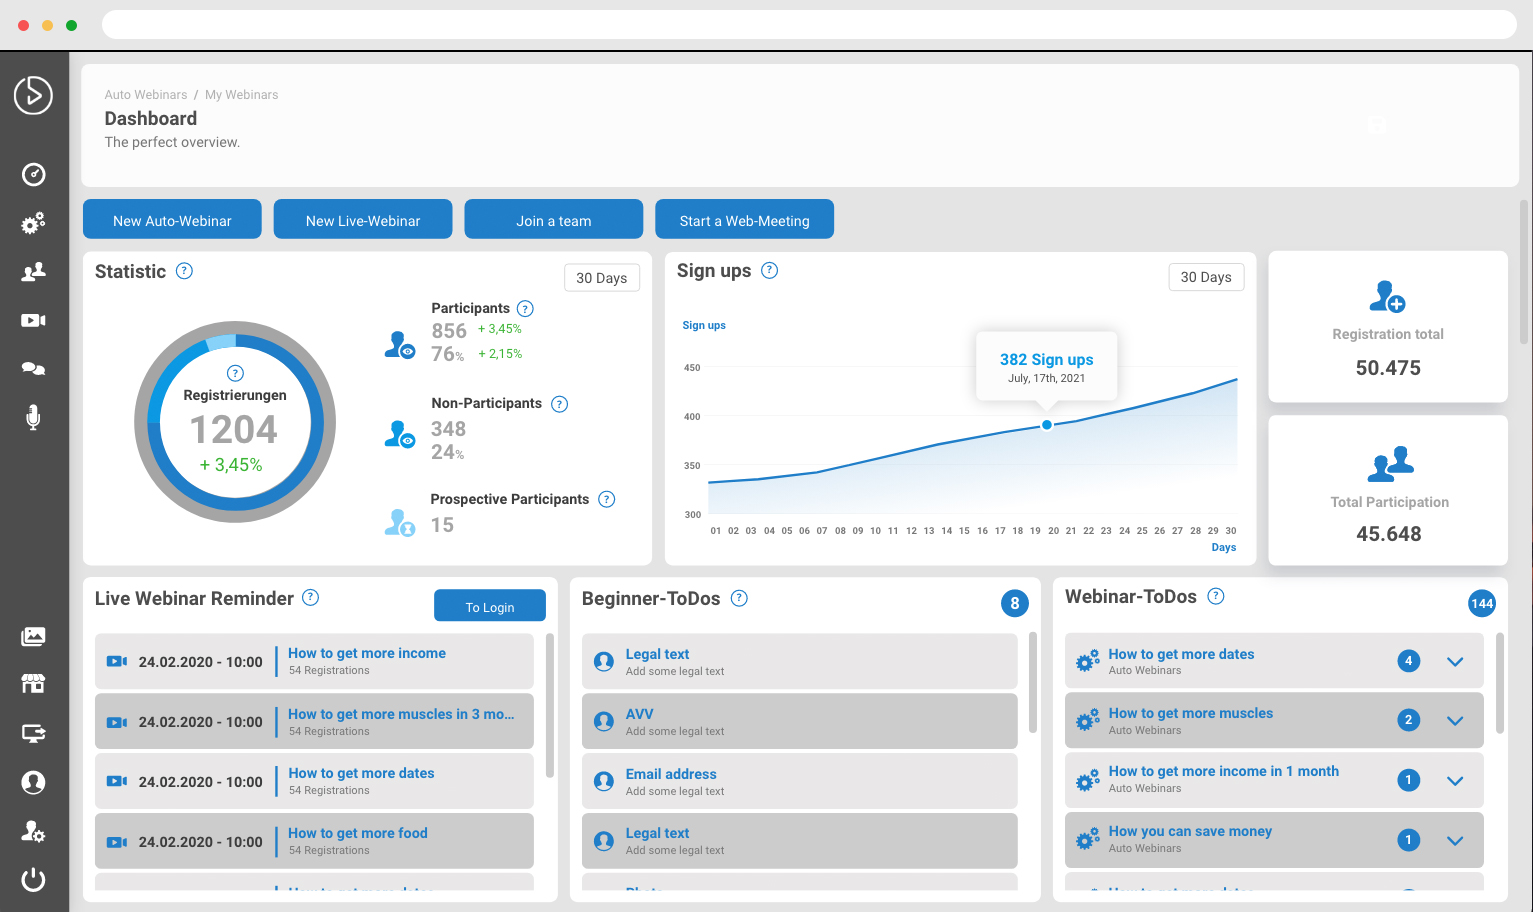 Auto Webinars / My Webinars
Dashboard
The perfect overview.
New Auto-Webinar
New Live-Webinar
Join a team
Start a Web-Meeting
Statistic ?
30 Days
?
Registrierungen
1204
+ 3,45%
Participants ?
856 + 3,45%
76% + 2,15%
Non-Participants ?
348
24%
Prospective Participants ?
15
Sign ups ?
30 Days
Sign ups
382 Sign ups
July, 17th, 2021
450
400
350
300
01 02 03 04 05 06 07 08 09 10 11 12 13 14 15 16 17 18 19 20 21 22 23 24 25 26 27 28 29 30
Days
Registration total
50.475
Total Participation
45.648
Live Webinar Reminder ?
To Login
24.02.2020 - 10:00
How to get more income
54 Registrations
24.02.2020 - 10:00
How to get more muscles in 3 mo...
54 Registrations
24.02.2020 - 10:00
How to get more dates
54 Registrations
24.02.2020 - 10:00
How to get more food
54 Registrations
How to get more dates
Beginner-ToDos ?
8
Legal text
Add some legal text
AVV
Add some legal text
Email address
Add some legal text
Legal text
Add some legal text
Photo
Webinar-ToDos ?
144
How to get more dates
Auto Webinars
4
How to get more muscles
Auto Webinars
2
How to get more income in 1 month
Auto Webinars
1
How you can save money
Auto Webinars
1
How to get more dates